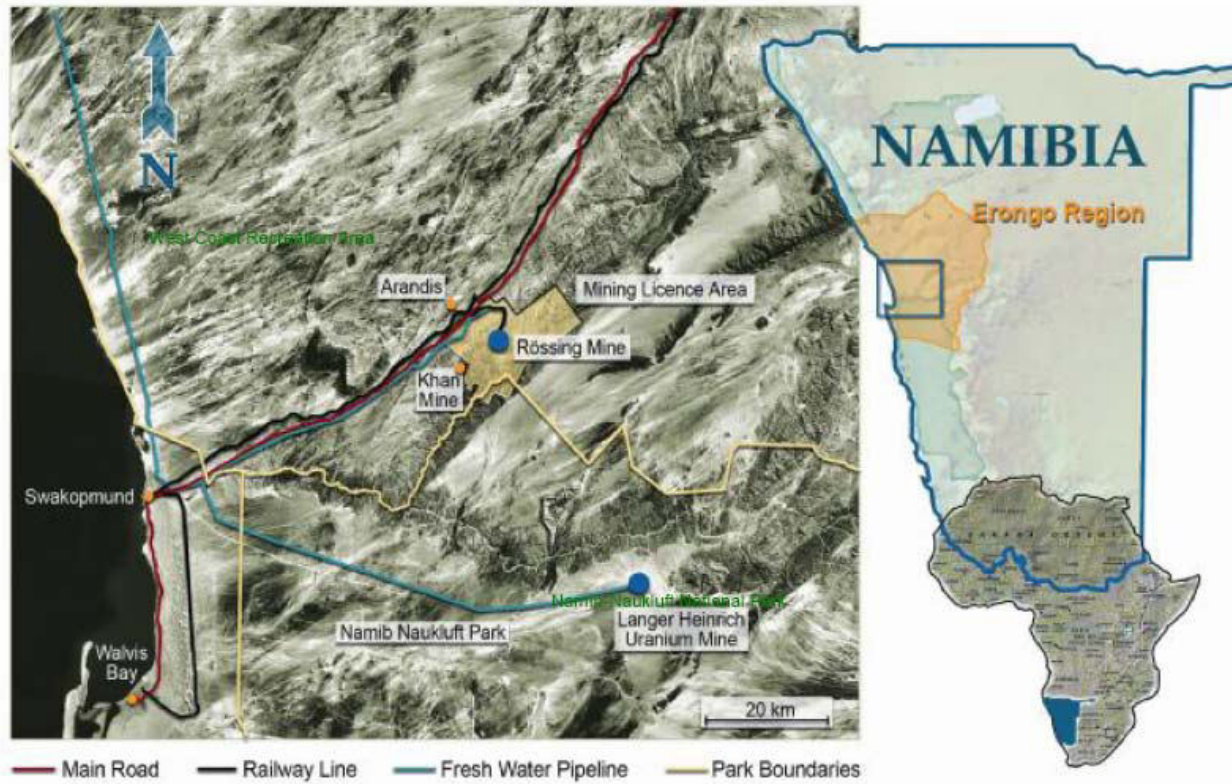 N
West Coast Recreation Area
Arandis
Mining Licence Area
Rössing Mine
Khan
Mine
Swakopmund
Namib Naukluft National Park
Langer Heinrich
Uranium Mine
Namib Naukluft Park
Walvis
Bay
20 km
Main Road
Railway Line
Fresh Water Pipeline
Park Boundaries
NAMIBIA
Erongo Region